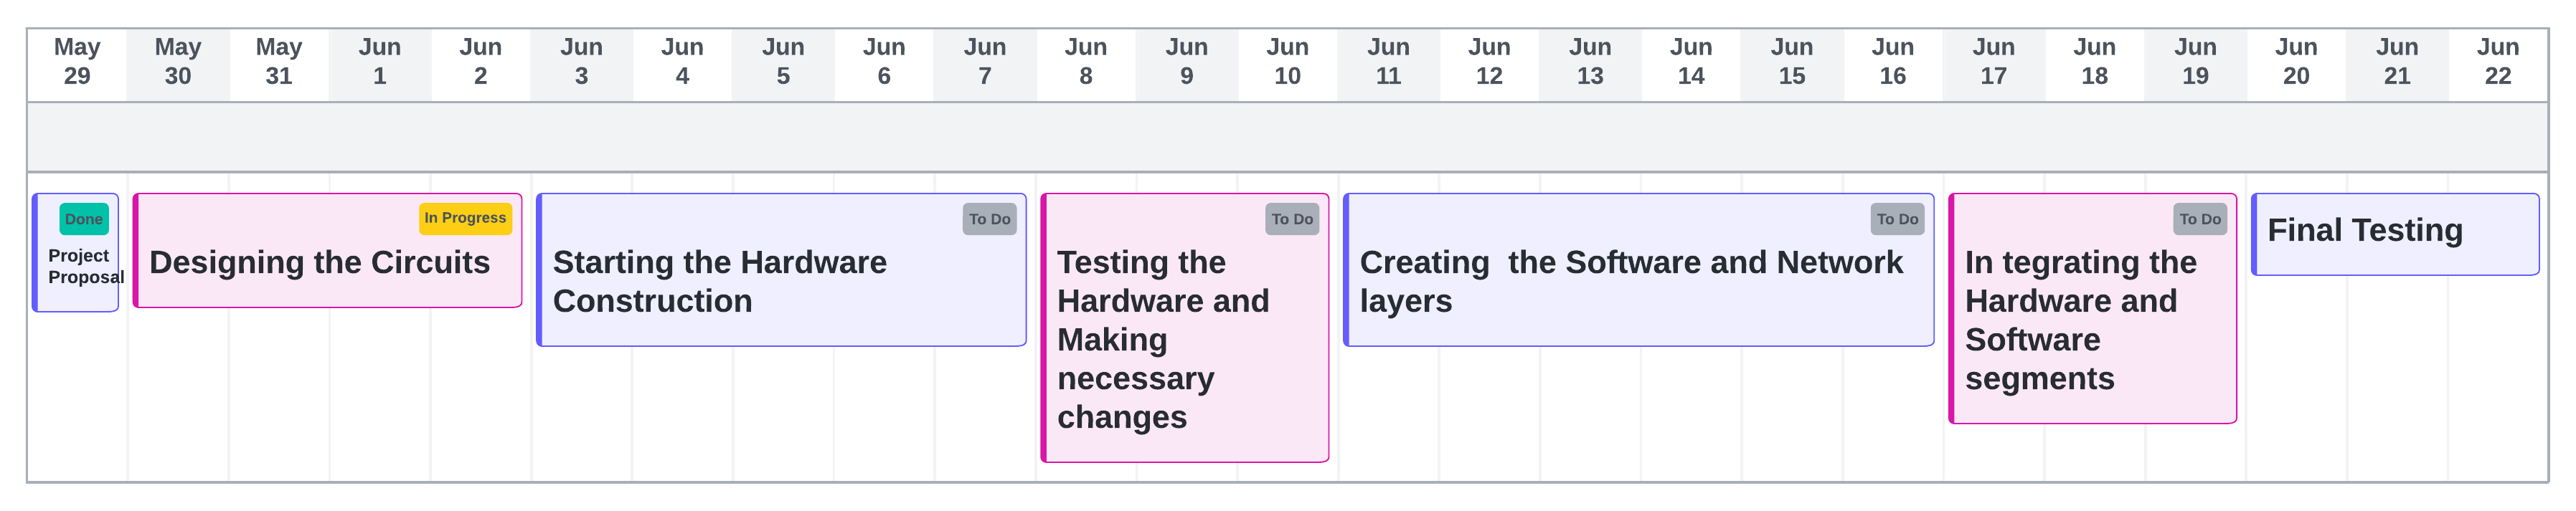 May May May Jun Jun Jun Jun Jun Jun Jun Jun Jun Jun Jun Jun Jun Jun Jun Jun Jun Jun Jun Jun Jun Jun
29 30 31 1 2 3 4 5 6 7 8 9 10 11 12 13 14 15 16 17 18 19 20 21 22
Done
Project
Proposal
In Progress
Designing the Circuits
To Do
Starting the Hardware
Construction
To Do
Testing the
Hardware and
Making
necessary
changes
To Do
Creating  the Software and Network
layers
To Do
In tegrating the
Hardware and
Software
segments
Final Testing